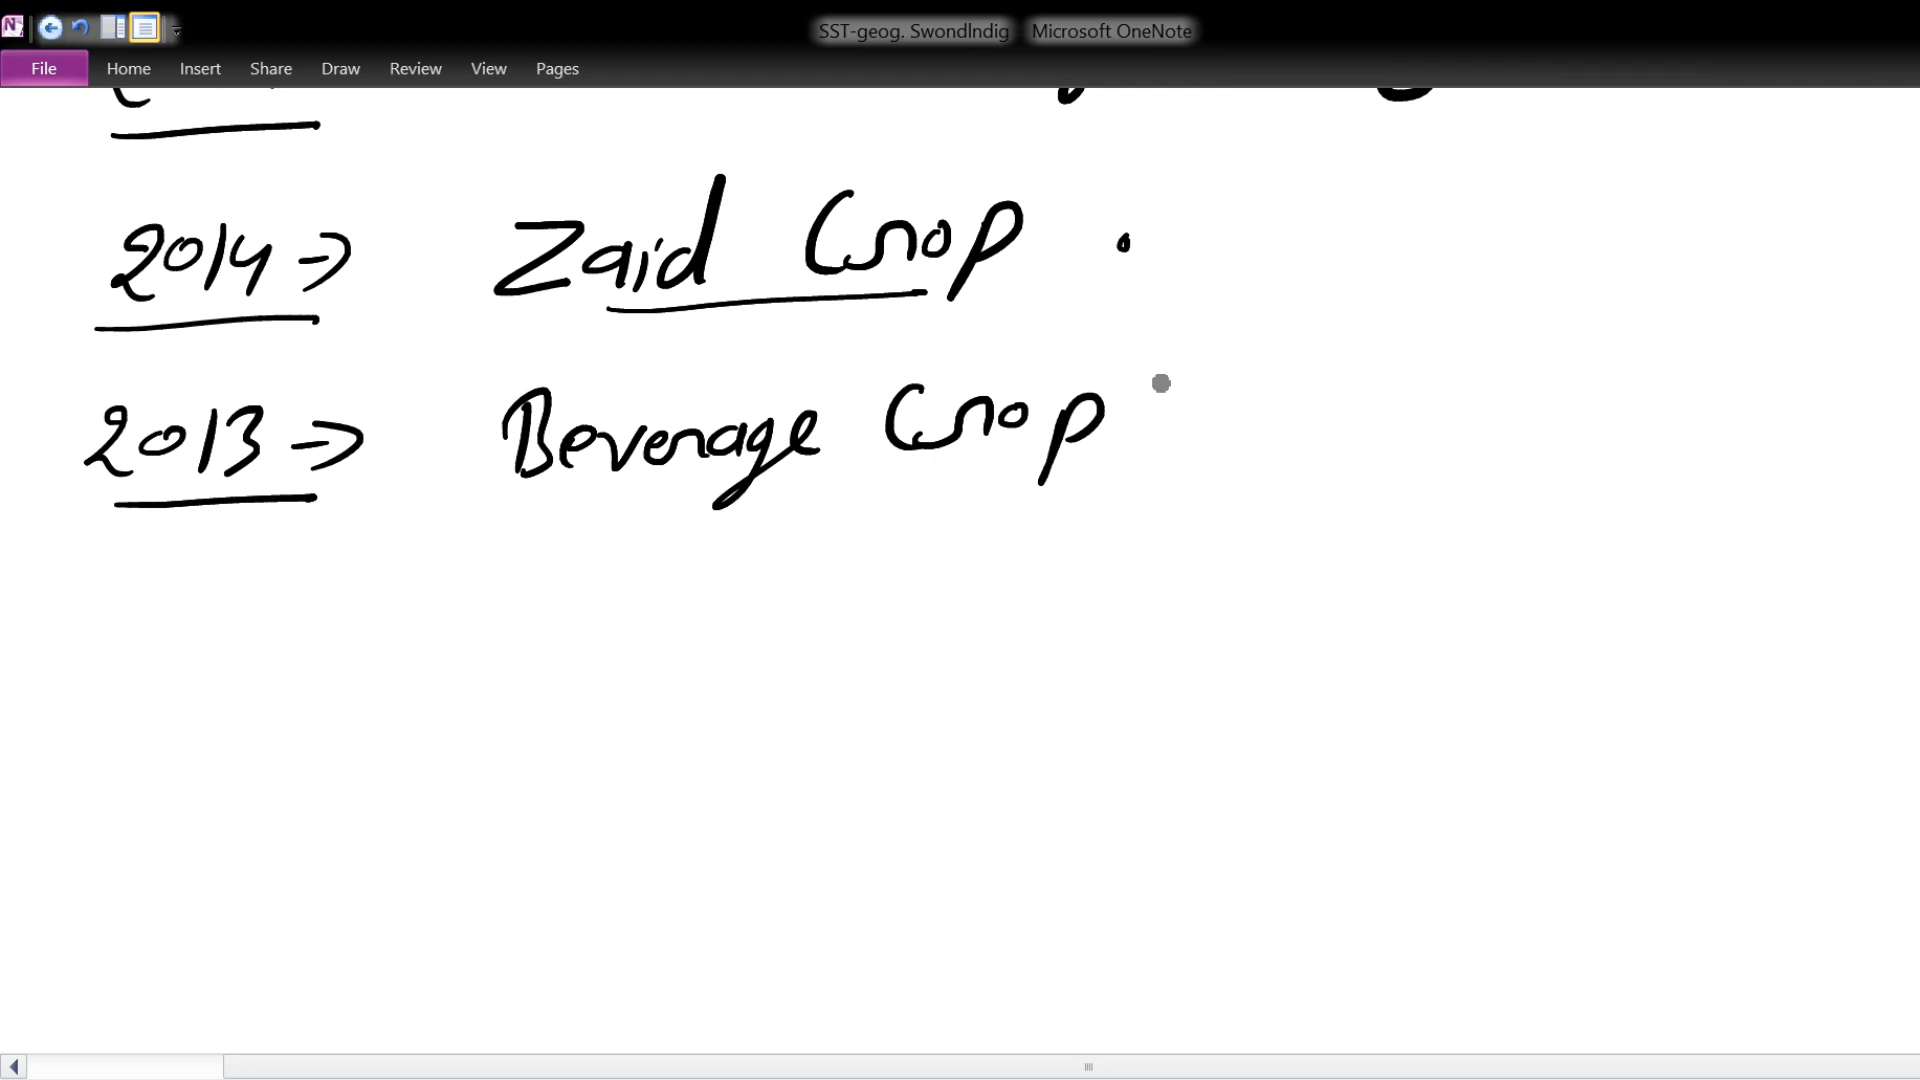 SST-geog. SwondIndig - Microsoft OneNote
File Home Insert Share Draw Review View Pages
2014 => Zaid Crop .
2013 => Beverage Crop